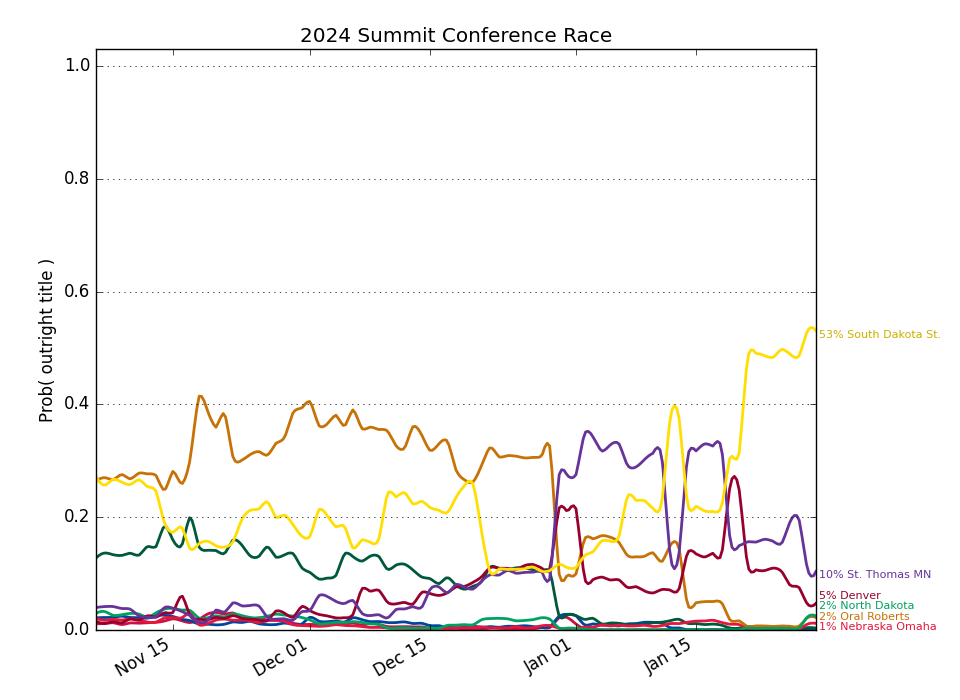 2024 Summit Conference Race
Prob( outright title )
1.0
0.8
0.6
0.4
0.2
0.0
Nov 15
Dec 01
Dec 15
Jan 01
Jan 15
53% South Dakota St.
10% St. Thomas MN
5% Denver
2% North Dakota
2% Oral Roberts
1% Nebraska Omaha